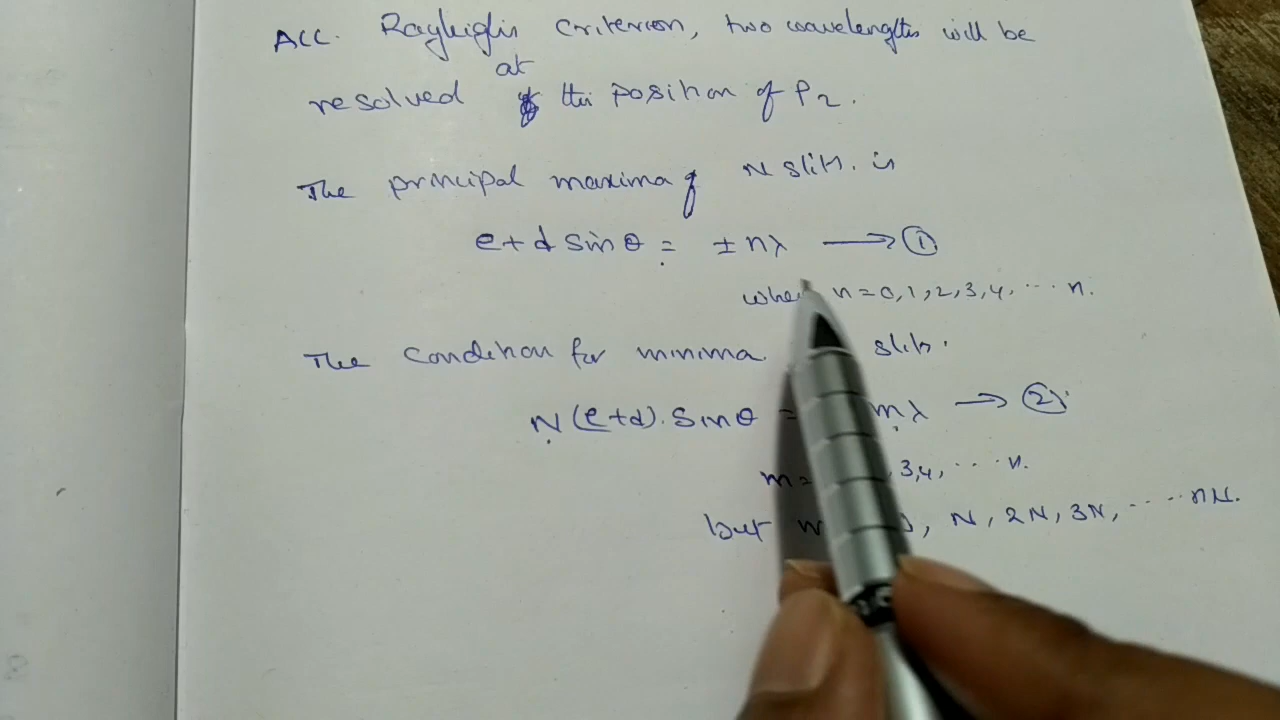 ACC. Rayleigh's criterion, two wavelengths will be
resolved at the position of P2.
The principal maxima of N slits. is
e+d sinθ = ±nλ → ①
when n=0,1,2,3,4,... n.
The condition for minima slits.
N(e+d).sinθ = mλ → ②
m= 3,4,... n.
but , N, 2N, 3N, ... nN.